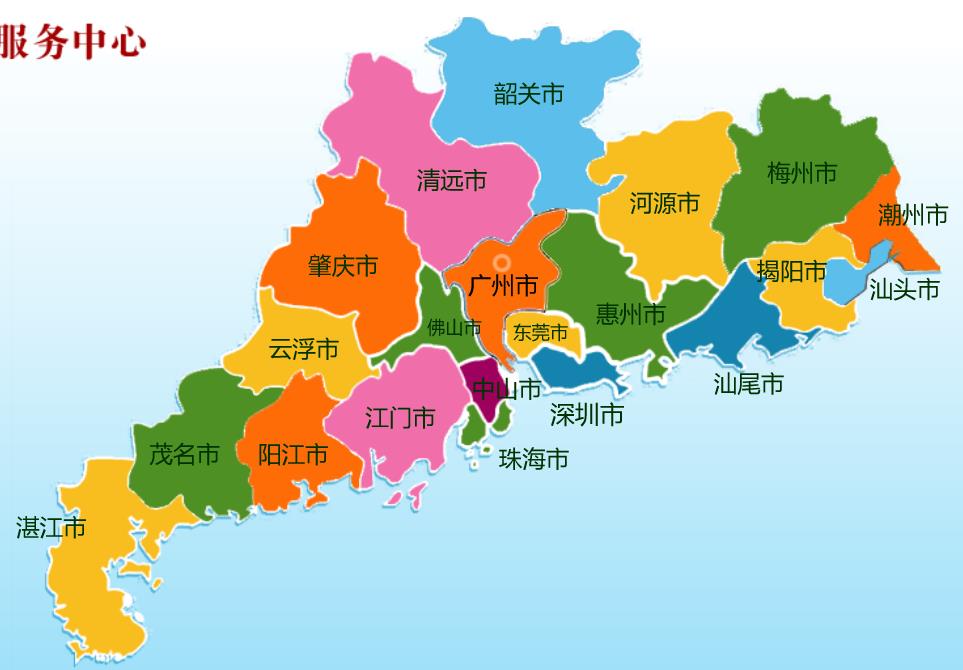 服务中心
韶关市
清远市
梅州市
河源市
潮州市
肇庆市
广州市
揭阳市
汕头市
惠州市
佛山市
东莞市
云浮市
汕尾市
中山市
深圳市
江门市
茂名市
阳江市
珠海市
湛江市